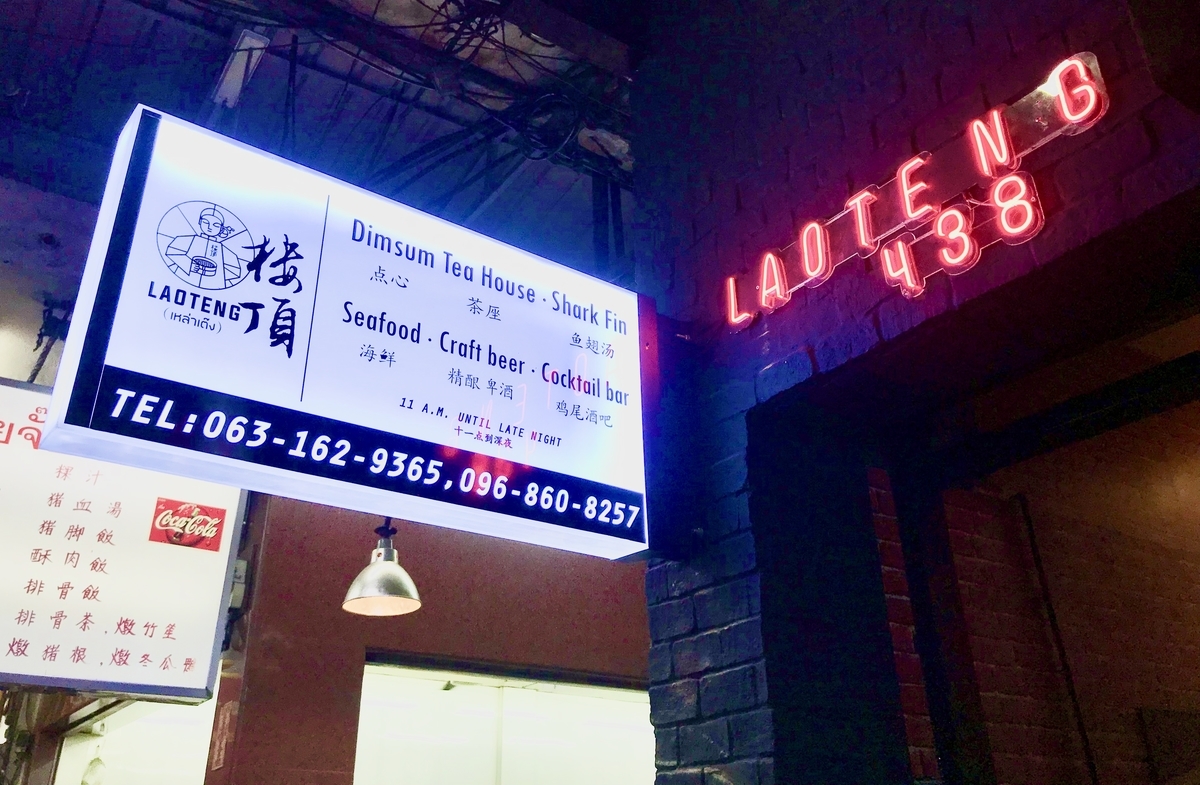 LAOTENG
438
楼
顶
LAOTENG
(เหล่าเต๊ง)
Dimsum Tea House · Shark Fin
点心 茶座 鱼翅汤
Seafood · Craft beer · Cocktail bar
海鲜 精酿 啤酒 鸡尾酒吧
11 A.M. UNTIL LATE NIGHT
十一点到深夜
TEL:063-162-9365,096-860-8257
粿 汁
猪 血 湯
猪 脚 飯
酥 肉 飯
排 骨 飯
排 骨 茶 . 燉 竹 笙
燉 猪 根 . 燉 冬 瓜
Coca-Cola